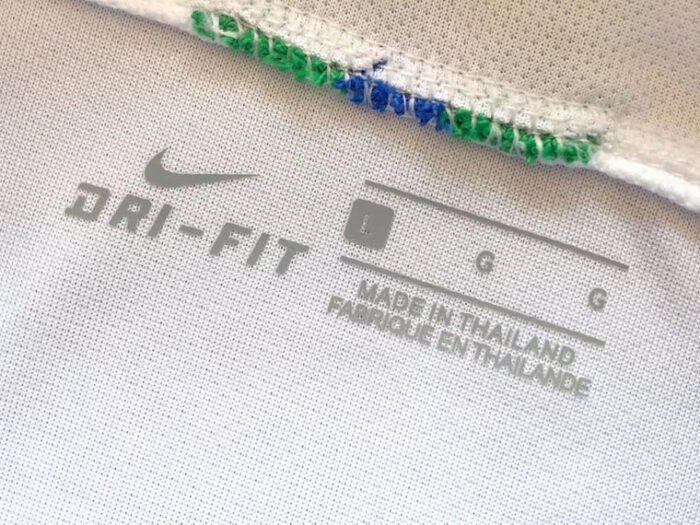 DRI-FIT
L G G
MADE IN THAILAND
FABRIQUE EN THAILANDE